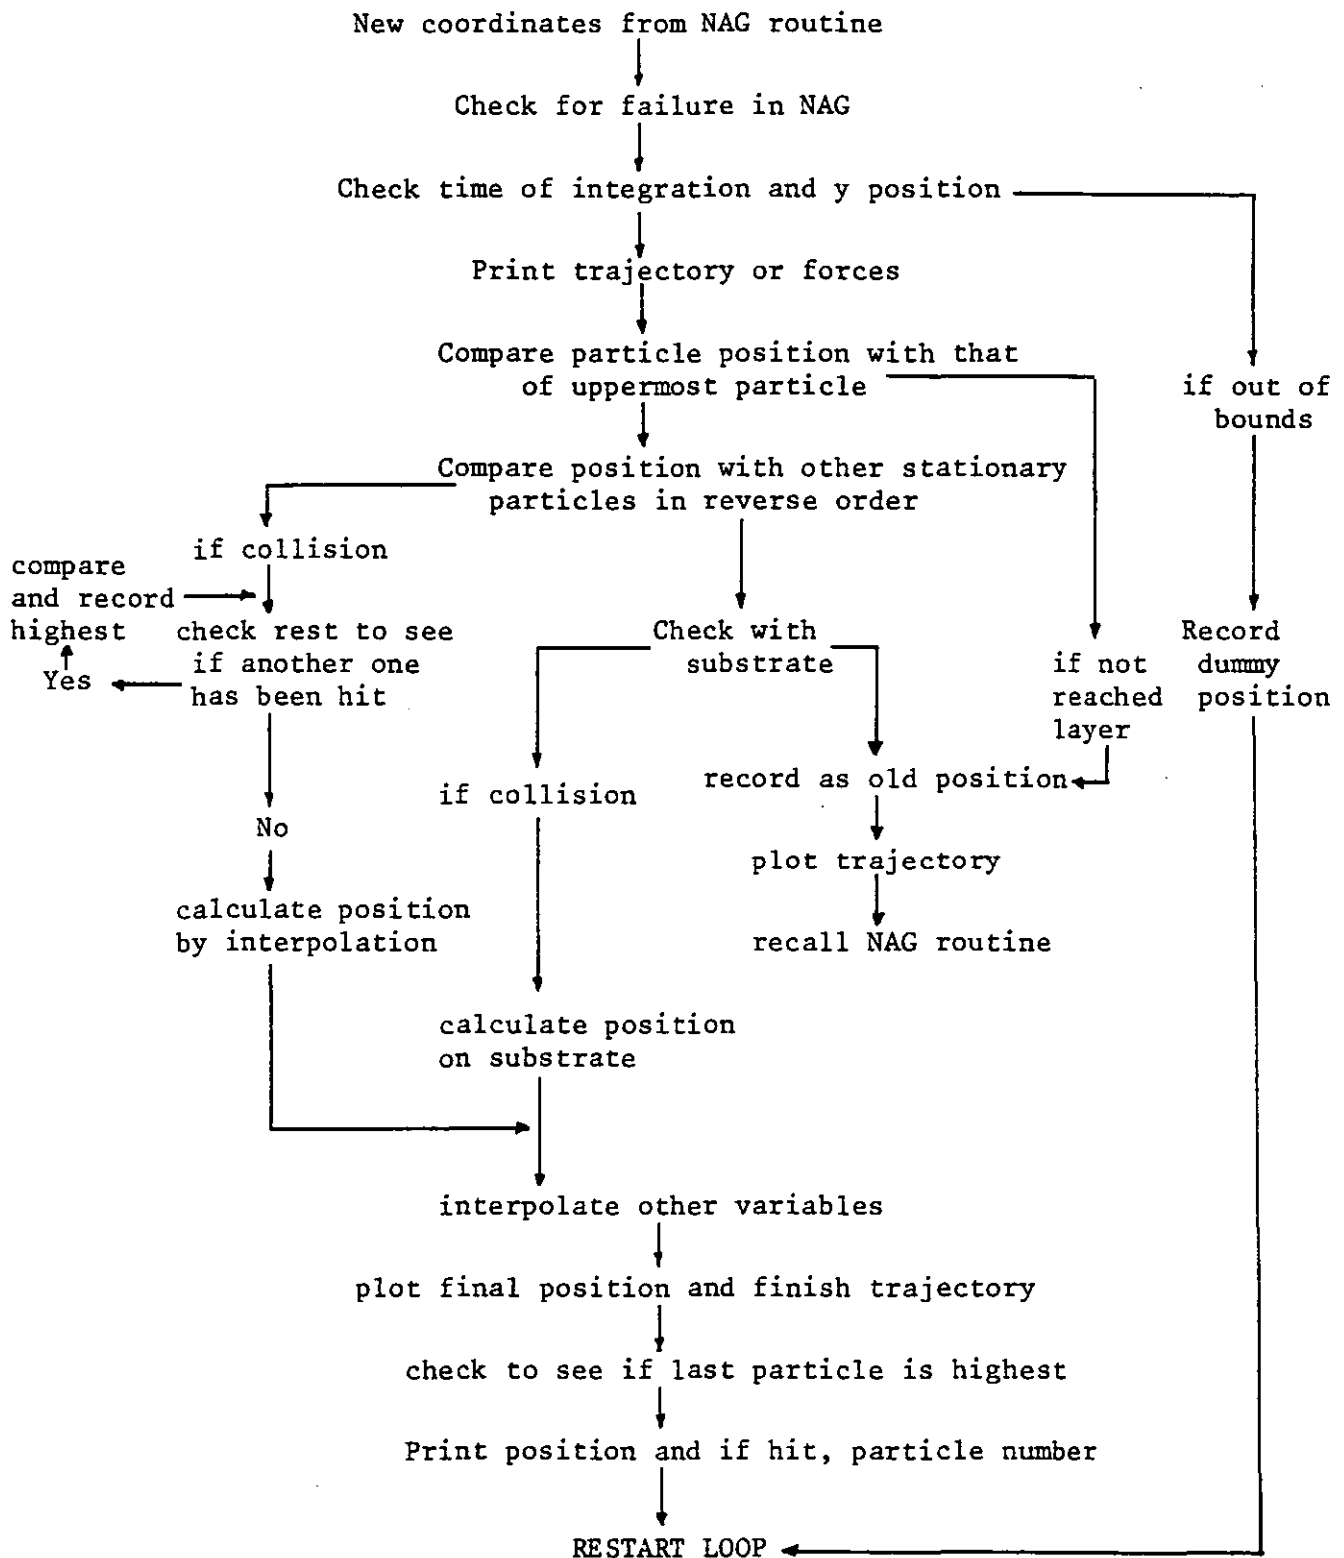 New coordinates from NAG routine
Check for failure in NAG
Check time of integration and y position
Print trajectory or forces
Compare particle position with that
of uppermost particle
if out of
bounds
Compare position with other stationary
particles in reverse order
if collision
compare
and record
highest
check rest to see
if another one
has been hit
Yes
Check with
substrate
if not
reached
layer
Record
dummy
position
record as old position
if collision
No
plot trajectory
calculate position
by interpolation
recall NAG routine
calculate position
on substrate
interpolate other variables
plot final position and finish trajectory
check to see if last particle is highest
Print position and if hit, particle number
RESTART LOOP